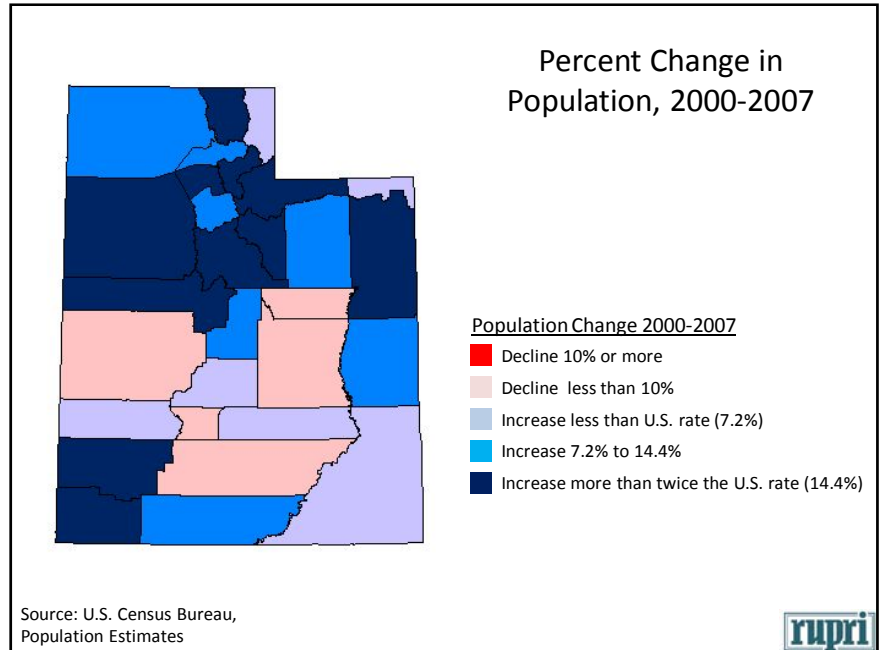 Percent Change in
Population, 2000-2007
Population Change 2000-2007
Decline 10% or more
Decline less than 10%
Increase less than U.S. rate (7.2%)
Increase 7.2% to 14.4%
Increase more than twice the U.S. rate (14.4%)
Source: U.S. Census Bureau,
Population Estimates
rupri